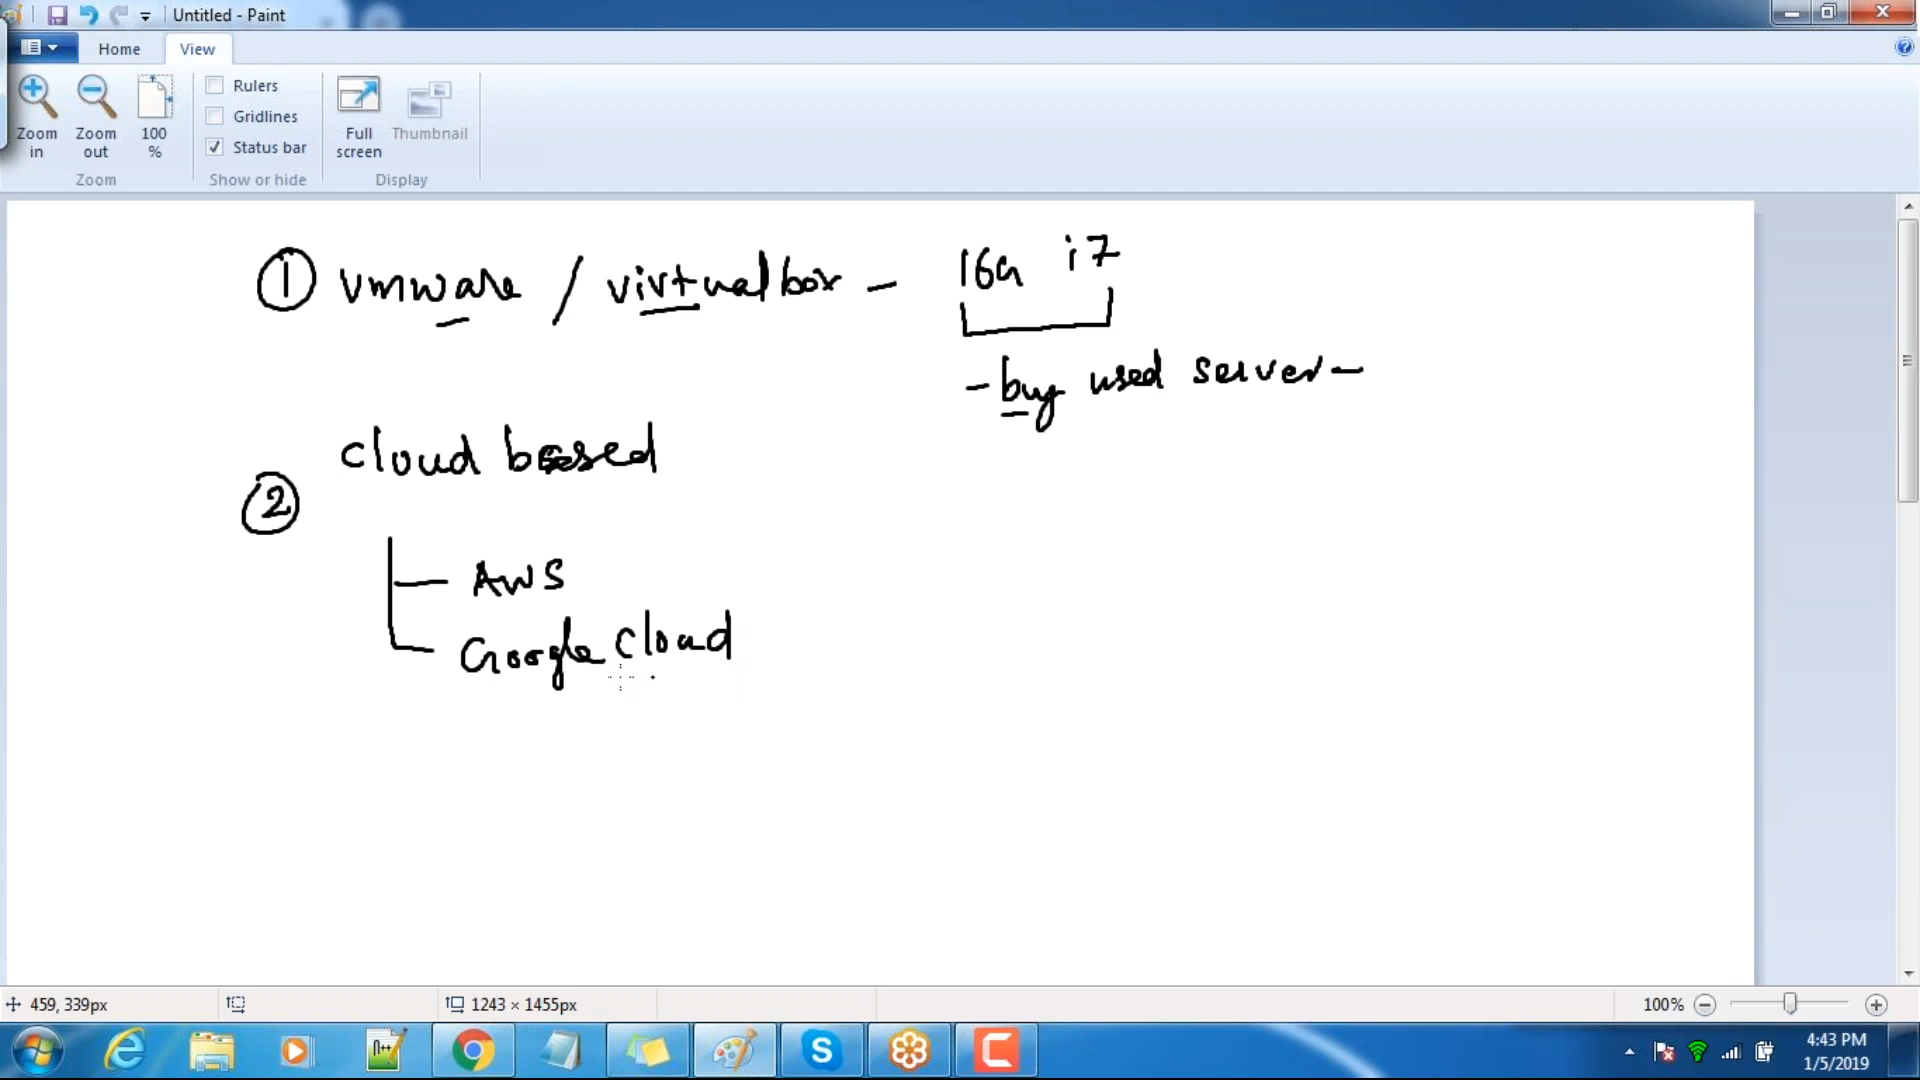 Untitled - Paint
Home View
Zoom in
Zoom out
100 %
Rulers
Gridlines
Status bar
Full screen
Thumbnail
Zoom
Show or hide
Display
① vmware / virtualbox - 16G i7
- buy used server -
② cloud based
AWS
Google Cloud
459, 339px
1243 × 1455px
100%
4:43 PM
1/5/2019